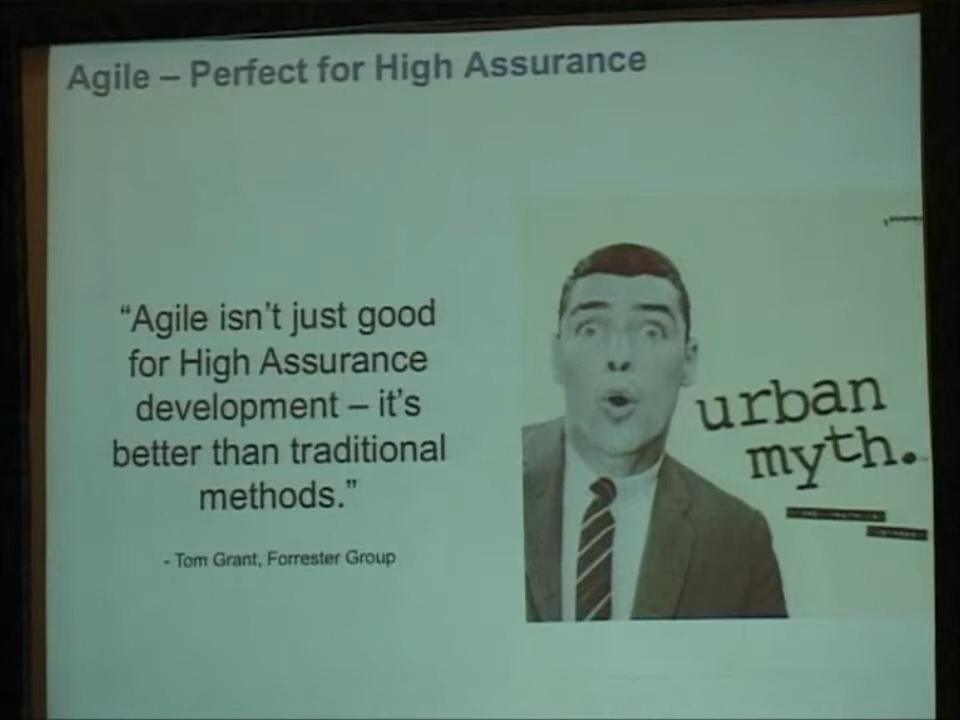 Agile – Perfect for High Assurance
“Agile isn’t just good
for High Assurance
development – it’s
better than traditional
methods.”
- Tom Grant, Forrester Group
urban
myth.